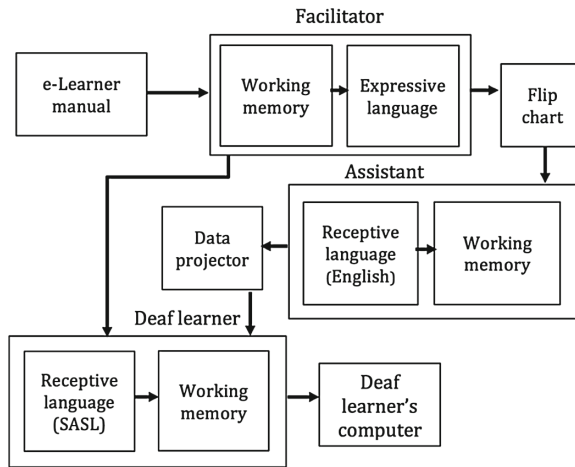 Facilitator
e-Learner
manual
Working
memory
Expressive
language
Flip
chart
Assistant
Receptive
language
(English)
Working
memory
Data
projector
Deaf learner
Receptive
language
(SASL)
Working
memory
Deaf
learner's
computer